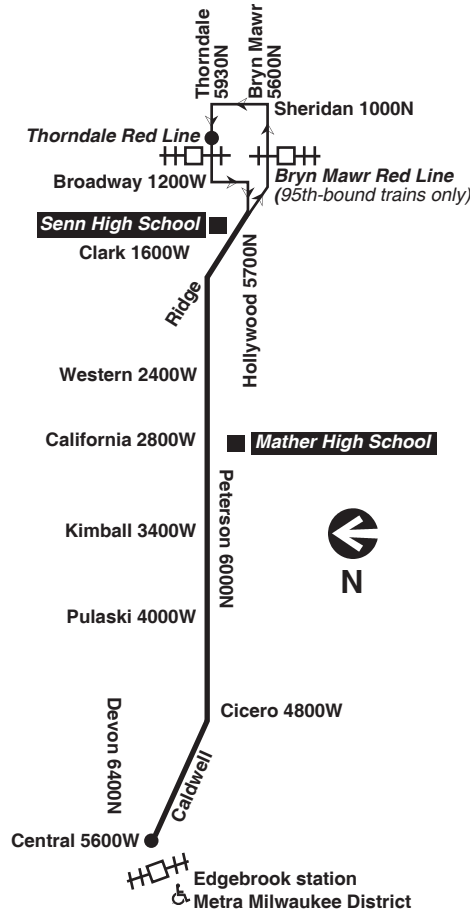 Thorndale
5930N
Bryn Mawr
5600N
Sheridan 1000N
Thorndale Red Line
Broadway 1200W
Bryn Mawr Red Line
(95th-bound trains only)
Senn High School
Clark 1600W
Hollywood 5700N
Ridge
Western 2400W
California 2800W
Mather High School
Peterson 6000N
Kimball 3400W
N
Pulaski 4000W
Devon 6400N
Cicero 4800W
Caldwell
Central 5600W
Edgebrook station
Metra Milwaukee District